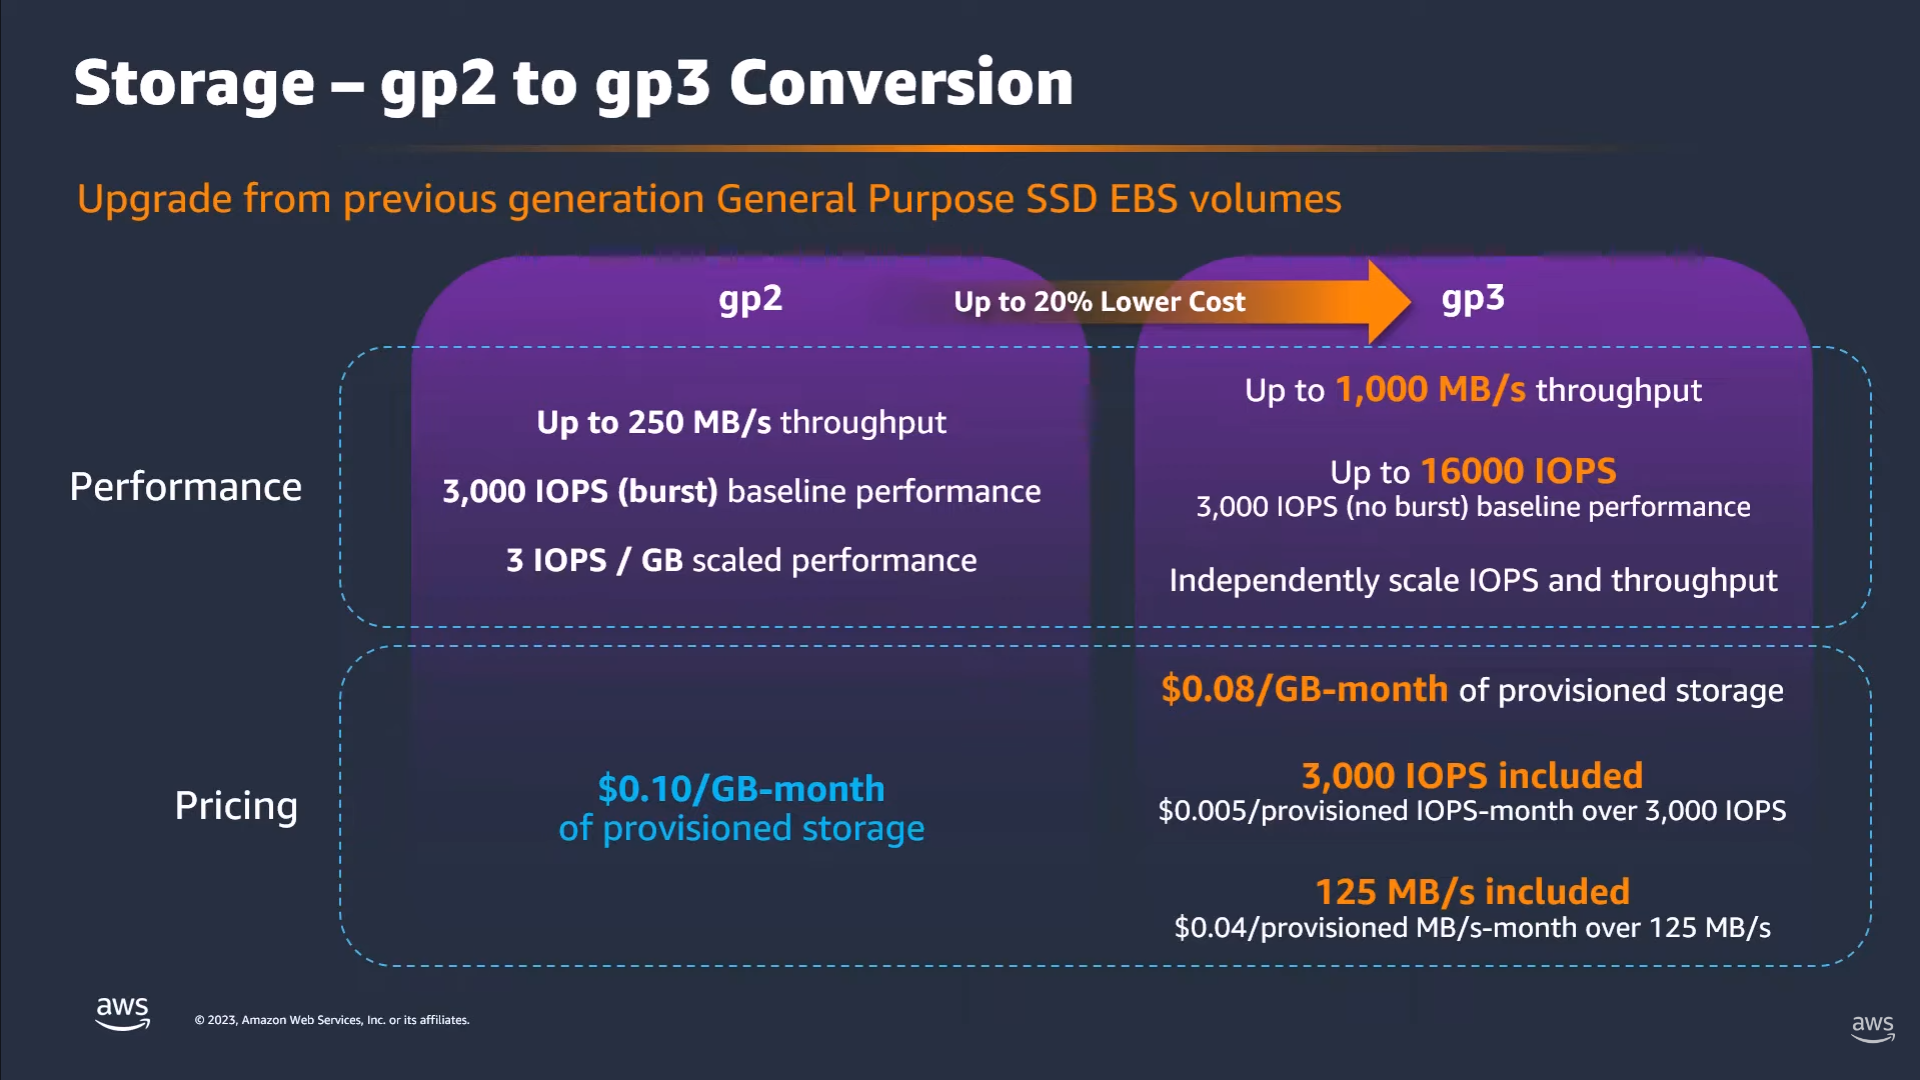 Storage – gp2 to gp3 Conversion
Upgrade from previous generation General Purpose SSD EBS volumes
gp2
Up to 20% Lower Cost
gp3
Performance
Up to 250 MB/s throughput
3,000 IOPS (burst) baseline performance
3 IOPS / GB scaled performance
Up to 1,000 MB/s throughput
Up to 16000 IOPS
3,000 IOPS (no burst) baseline performance
Independently scale IOPS and throughput
Pricing
$0.10/GB-month
of provisioned storage
$0.08/GB-month of provisioned storage
3,000 IOPS included
$0.005/provisioned IOPS-month over 3,000 IOPS
125 MB/s included
$0.04/provisioned MB/s-month over 125 MB/s
aws
© 2023, Amazon Web Services, Inc. or its affiliates.
aws